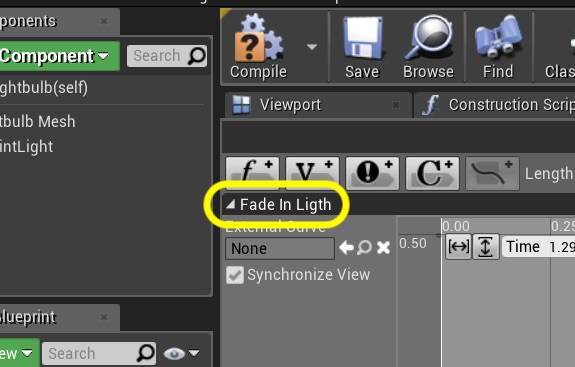 ponents
Component
Search
ghtbulb(self)
tbulb Mesh
intLight
lueprint
ew
Search
Compile
Save
Browse
Find
Clas
Viewport
f
Construction Scrip
f
V
C
Length
Fade In Ligth
External Curve
None
Synchronize View
0.00
0.25
0.50
Time 1.29